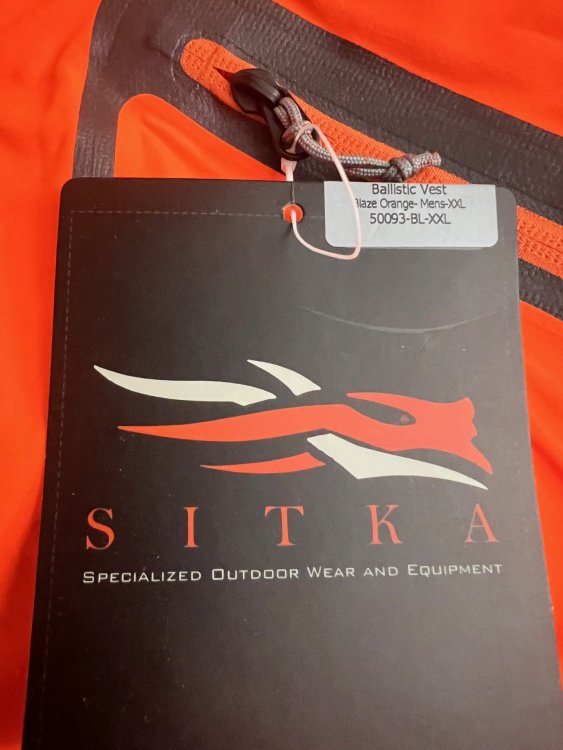 Ballistic Vest
Blaze Orange- Mens-XXL
50093-BL-XXL
SITKA
SPECIALIZED OUTDOOR WEAR AND EQUIPMENT